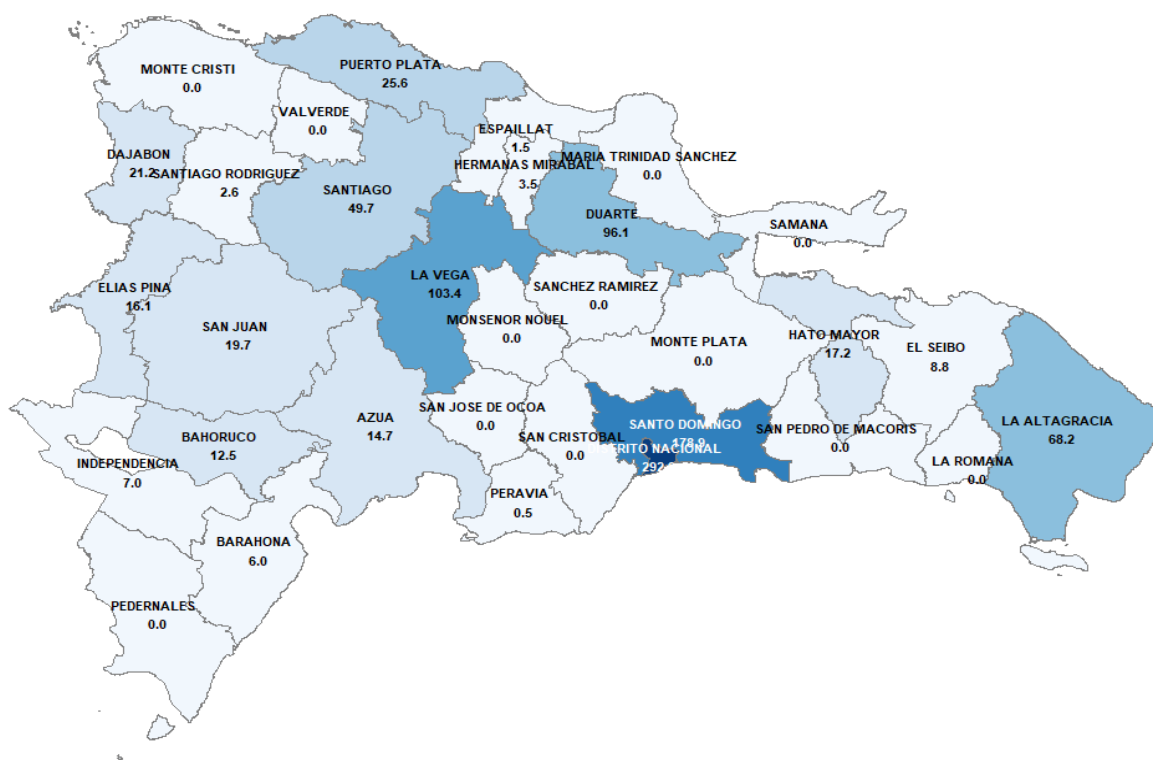 MONTE CRISTI
0.0
PUERTO PLATA
25.6
VALVERDE
0.0
ESPAILLAT
1.5
DAJABON
21.2
SANTIAGO RODRIGUEZ
2.6
HERMANAS MIRABAL
3.5
MARIA TRINIDAD SANCHEZ
0.0
SANTIAGO
49.7
DUARTE
96.1
SAMANA
0.0
LA VEGA
103.4
ELIAS PINA
16.1
SANCHEZ RAMIREZ
0.0
SAN JUAN
19.7
MONSENOR NOUEL
0.0
MONTE PLATA
0.0
HATO MAYOR
17.2
EL SEIBO
8.8
AZUA
14.7
SAN JOSE DE OCOA
0.0
SANTO DOMINGO
178.9
LA ALTAGRACIA
68.2
BAHORUCO
12.5
SAN CRISTOBAL
0.0
NACIONAL
292
SAN PEDRO DE MACORIS
0.0
INDEPENDENCIA
7.0
LA ROMANA
0.0
PERAVIA
0.5
BARAHONA
6.0
PEDERNALES
0.0